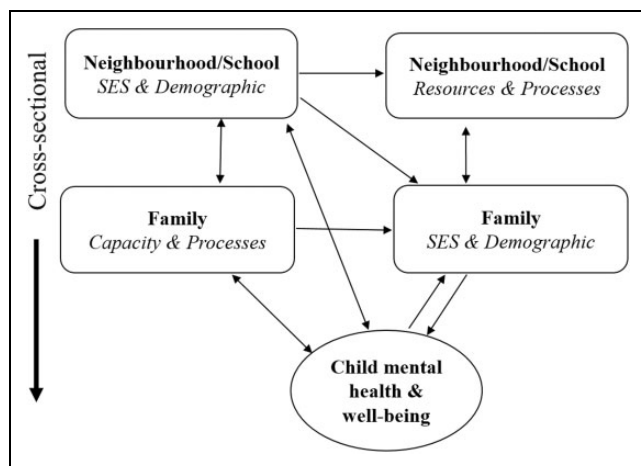 Cross-sectional
Neighbourhood/School
SES & Demographic
Neighbourhood/School
Resources & Processes
Family
Capacity & Processes
Family
SES & Demographic
Child mental
health &
well-being